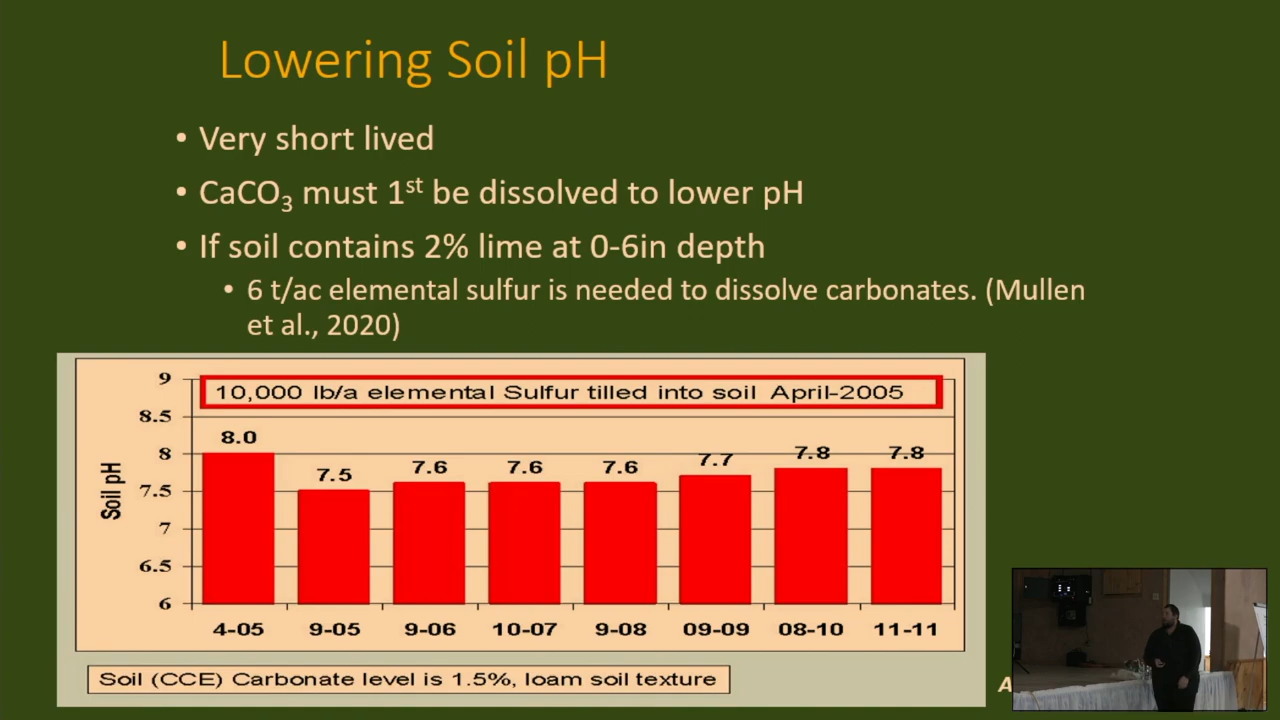 Lowering Soil pH
• Very short lived
• CaCO₃ must 1ˢᵗ be dissolved to lower pH
• If soil contains 2% lime at 0-6in depth
• 6 t/ac elemental sulfur is needed to dissolve carbonates. (Mullen
et al., 2020)
10,000 lb/a elemental Sulfur tilled into soil April-2005
Soil pH
9
8.5
8
7.5
7
6.5
6
8.0
7.5
7.6
7.6
7.6
7.7
7.8
7.8
4-05 9-05 9-06 10-07 9-08 09-09 08-10 11-11
Soil (CCE) Carbonate level is 1.5%, loam soil texture